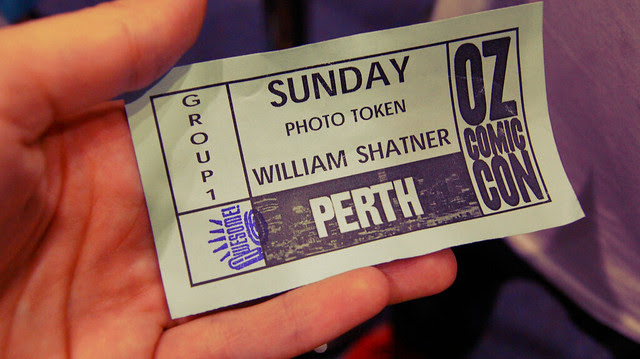 GROUP 1
SUNDAY
PHOTO TOKEN
WILLIAM SHATNER
PERTH
AWESOME!
OZ
COMIC
CON